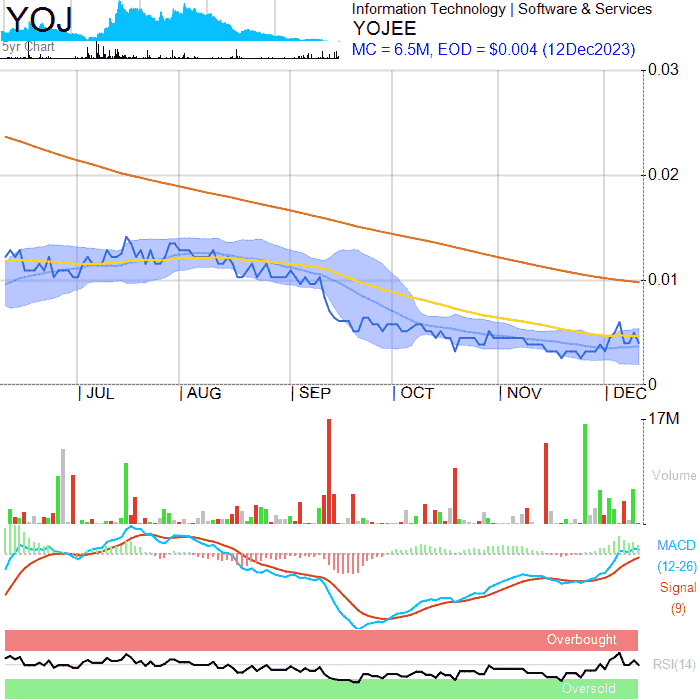 YOJ
5yr Chart
Information Technology | Software & Services
YOJEE
MC = 6.5M, EOD = $0.004 (12Dec2023)
0.03
0.02
0.01
0
| JUL | AUG | SEP | OCT | NOV | DEC
17M
Volume
MACD
(12-26)
Signal
(9)
Overbought
RSI(14)
Oversold